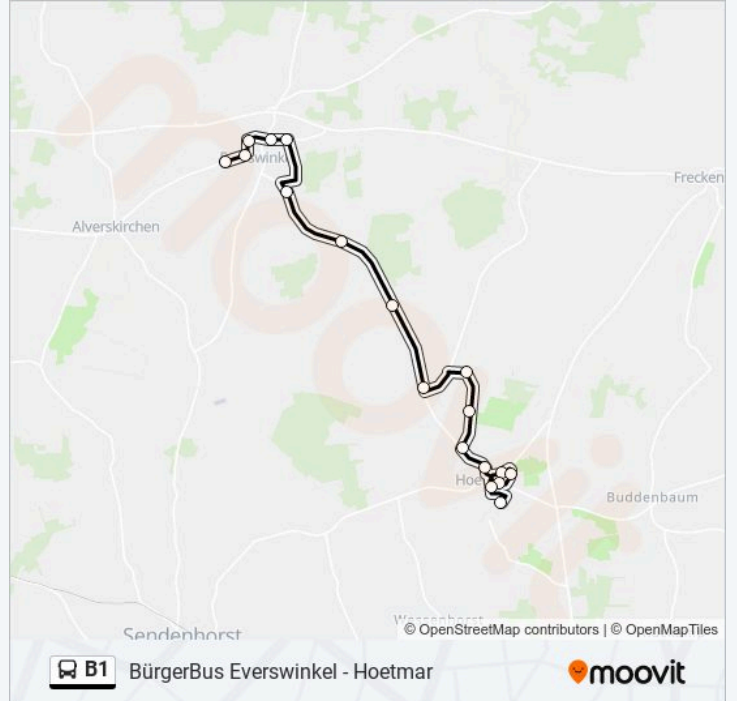 Frecken
Alverskirchen
Buddenbaum
Sendenhorst
© OpenStreetMap contributors | © OpenMapTiles
B1 BürgerBus Everswinkel - Hoetmar moovit